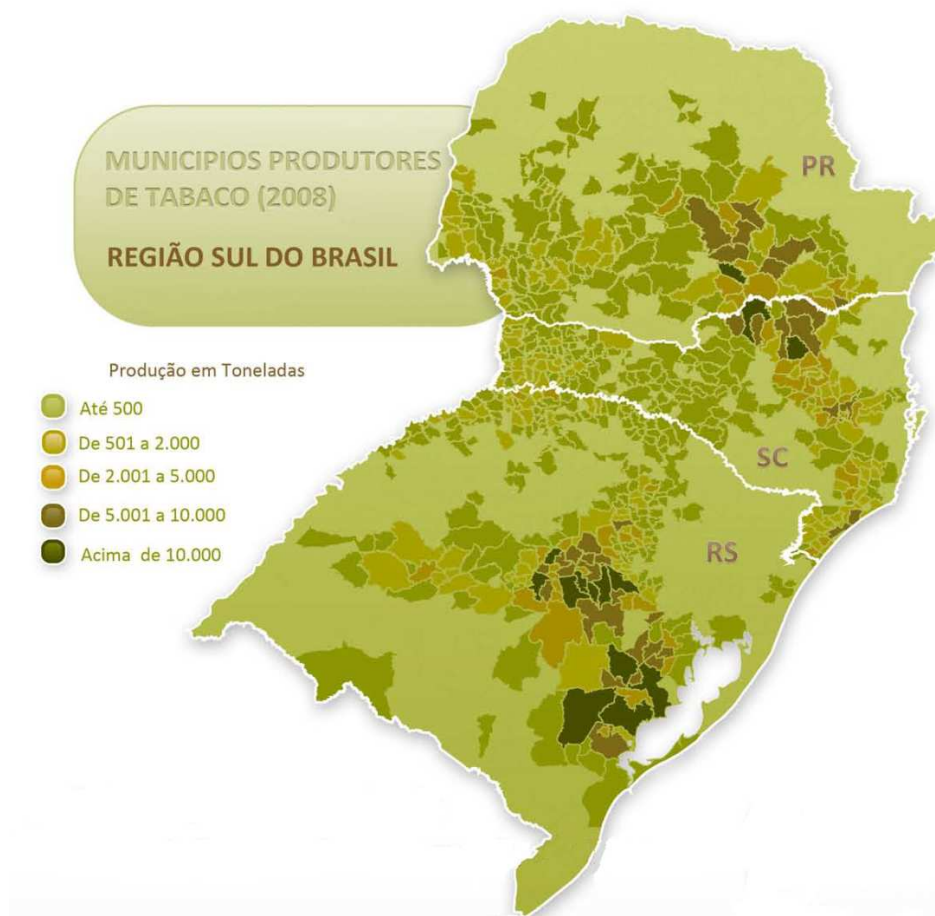 MUNICIPIOS PRODUTORES
DE TABACO (2008)
REGIÃO SUL DO BRASIL
Produção em Toneladas
Até 500
De 501 a 2.000
De 2.001 a 5.000
De 5.001 a 10.000
Acima de 10.000
PR
SC
RS